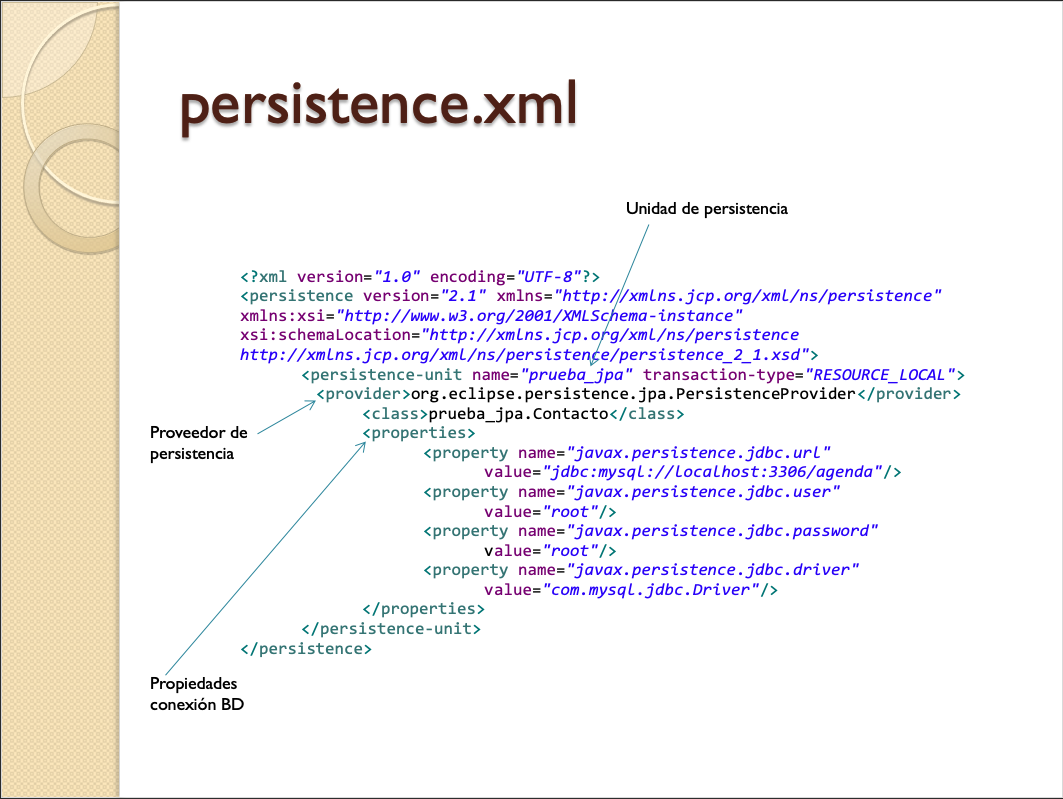 persistence.xml
Unidad de persistencia
<?xml version="1.0" encoding="UTF-8"?>
<persistence version="2.1" xmlns="http://xmlns.jcp.org/xml/ns/persistence"
xmlns:xsi="http://www.w3.org/2001/XMLSchema-instance"
xsi:schemaLocation="http://xmlns.jcp.org/xml/ns/persistence
http://xmlns.jcp.org/xml/ns/persistence/persistence_2_1.xsd">
<persistence-unit name="prueba_jpa" transaction-type="RESOURCE_LOCAL">
<provider>org.eclipse.persistence.jpa.PersistenceProvider</provider>
<class>prueba_jpa.Contacto</class>
<properties>
<property name="javax.persistence.jdbc.url"
value="jdbc:mysql://localhost:3306/agenda"/>
<property name="javax.persistence.jdbc.user"
value="root"/>
<property name="javax.persistence.jdbc.password"
value="root"/>
<property name="javax.persistence.jdbc.driver"
value="com.mysql.jdbc.Driver"/>
</properties>
</persistence-unit>
</persistence>
Proveedor de
persistencia
Propiedades
conexión BD